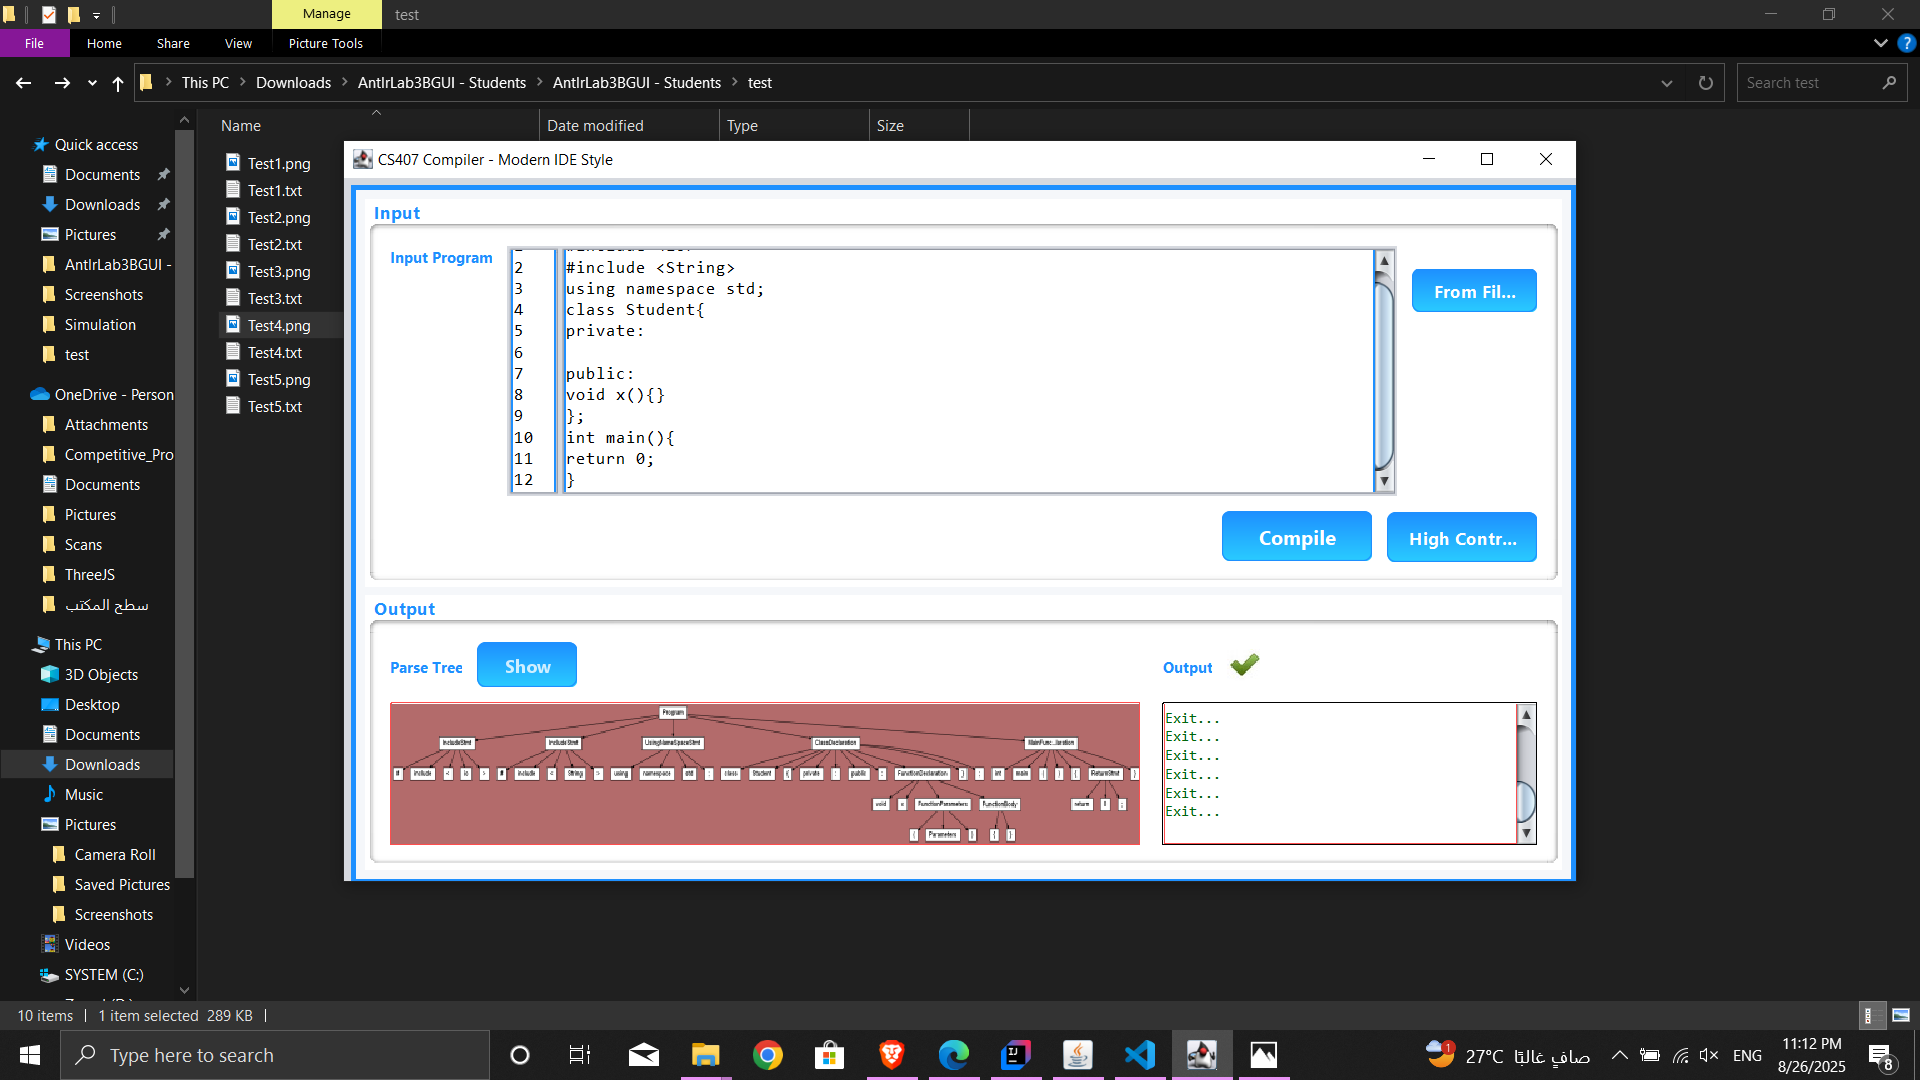 Manage
test
File
Home
Share
View
Picture Tools
This PC
Downloads
AntlrLab3BGUI - Students
AntlrLab3BGUI - Students
test
Search test
Name
Date modified
Type
Size
Quick access
Documents
Downloads
Pictures
AntlrLab3BGUI -
Screenshots
Simulation
test
OneDrive - Person
Attachments
Competitive_Pro
Documents
Pictures
Scans
ThreeJS
سطح المكتب
This PC
3D Objects
Desktop
Documents
Downloads
Music
Pictures
Camera Roll
Saved Pictures
Screenshots
Videos
SYSTEM (C:)
Test1.png
Test1.txt
Test2.png
Test2.txt
Test3.png
Test3.txt
Test4.png
Test4.txt
Test5.png
Test5.txt
CS407 Compiler - Modern IDE Style
Input
Input Program
2 #include <String>
3 using namespace std;
4 class Student{
5 private:
6
7 public:
8 void x(){}
9 };
10 int main(){
11 return 0;
12 }
From Fil...
Compile
High Contr...
Output
Parse Tree
Show
Output
Program
IncludeStmt IncludeStmt UsingNameSpaceStmt ClassDeclaration MainFunc...laration
# include < io > # include < String > using namespace std ; class Student { private : public : FunctionDeclaration } ; int main ( ) { ReturnStmt }
void x FunctionParameters FunctionBody return 0 ;
( Parameters ) { }
Exit...
Exit...
Exit...
Exit...
Exit...
Exit...
10 items
1 item selected 289 KB
Type here to search
1
27°C صافٍ غالبًا
ENG
11:12 PM
8/26/2025
8